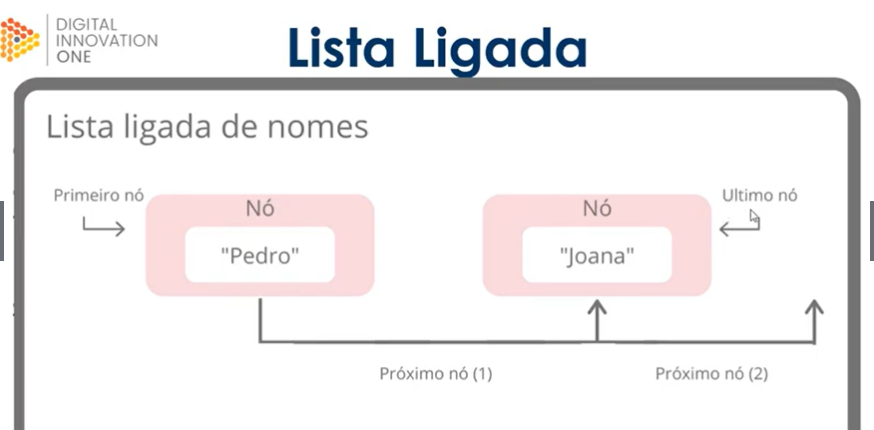 DIGITAL
INNOVATION
ONE
Lista Ligada
Lista ligada de nomes
Primeiro nó
Nó
"Pedro"
Nó
"Joana"
Ultimo nó
Próximo nó (1)
Próximo nó (2)